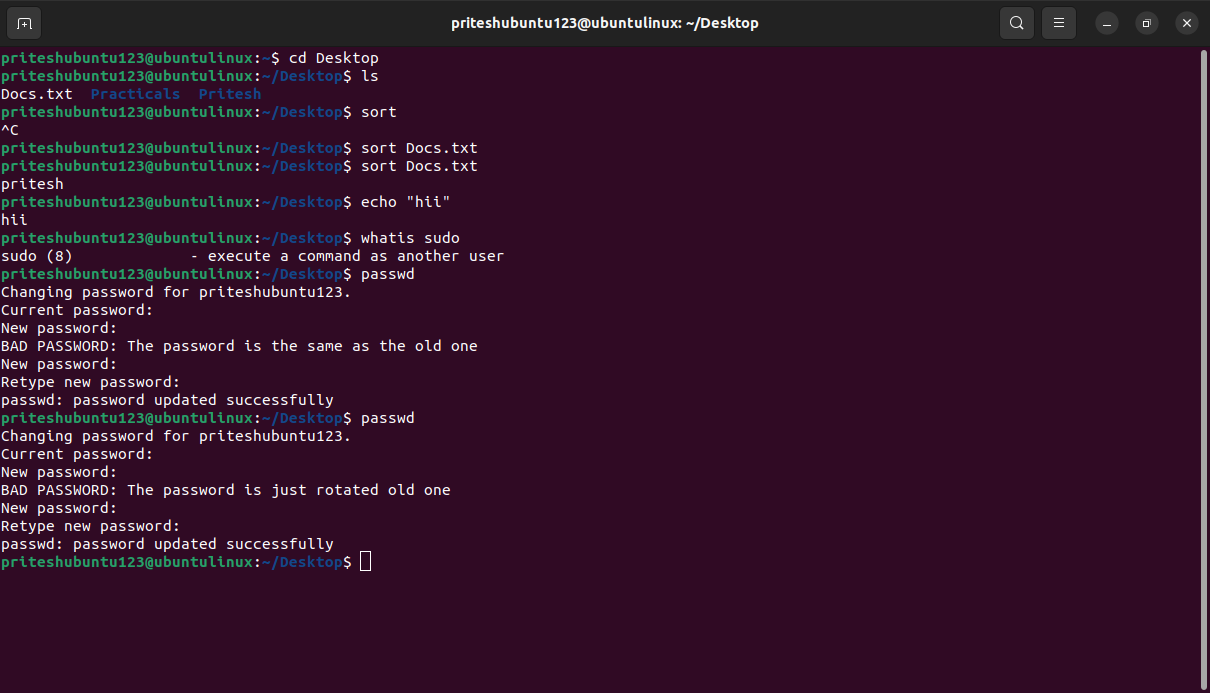 priteshubuntu123@ubuntulinux: ~/Desktop
priteshubuntu123@ubuntulinux:~$ cd Desktop
priteshubuntu123@ubuntulinux:~/Desktop$ ls
Docs.txt  Practicals  Pritesh
priteshubuntu123@ubuntulinux:~/Desktop$ sort
^C
priteshubuntu123@ubuntulinux:~/Desktop$ sort Docs.txt
priteshubuntu123@ubuntulinux:~/Desktop$ sort Docs.txt
pritesh
priteshubuntu123@ubuntulinux:~/Desktop$ echo "hii"
hii
priteshubuntu123@ubuntulinux:~/Desktop$ whatis sudo
sudo (8)             - execute a command as another user
priteshubuntu123@ubuntulinux:~/Desktop$ passwd
Changing password for priteshubuntu123.
Current password:
New password:
BAD PASSWORD: The password is the same as the old one
New password:
Retype new password:
passwd: password updated successfully
priteshubuntu123@ubuntulinux:~/Desktop$ passwd
Changing password for priteshubuntu123.
Current password:
New password:
BAD PASSWORD: The password is just rotated old one
New password:
Retype new password:
passwd: password updated successfully
priteshubuntu123@ubuntulinux:~/Desktop$